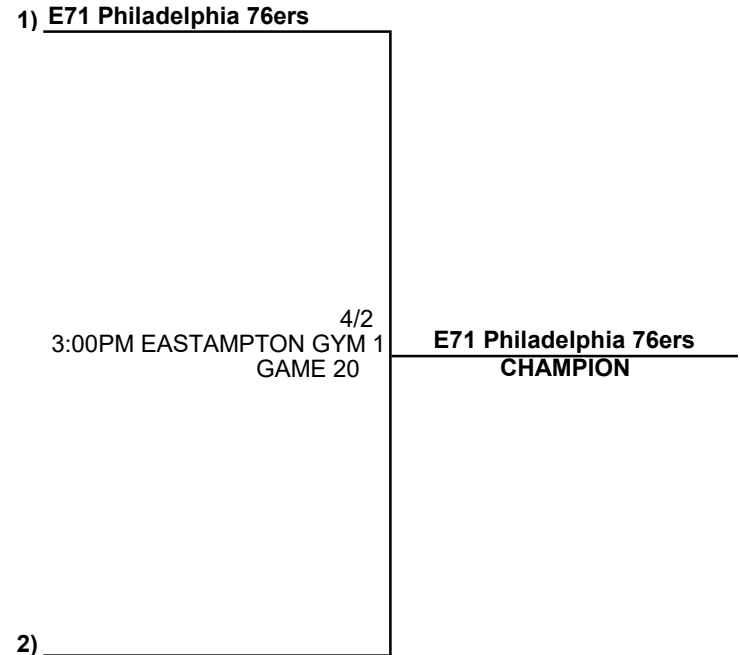 1) E71 Philadelphia 76ers
4/2
3:00PM EASTAMPTON GYM 1
GAME 20
E71 Philadelphia 76ers
CHAMPION
2)